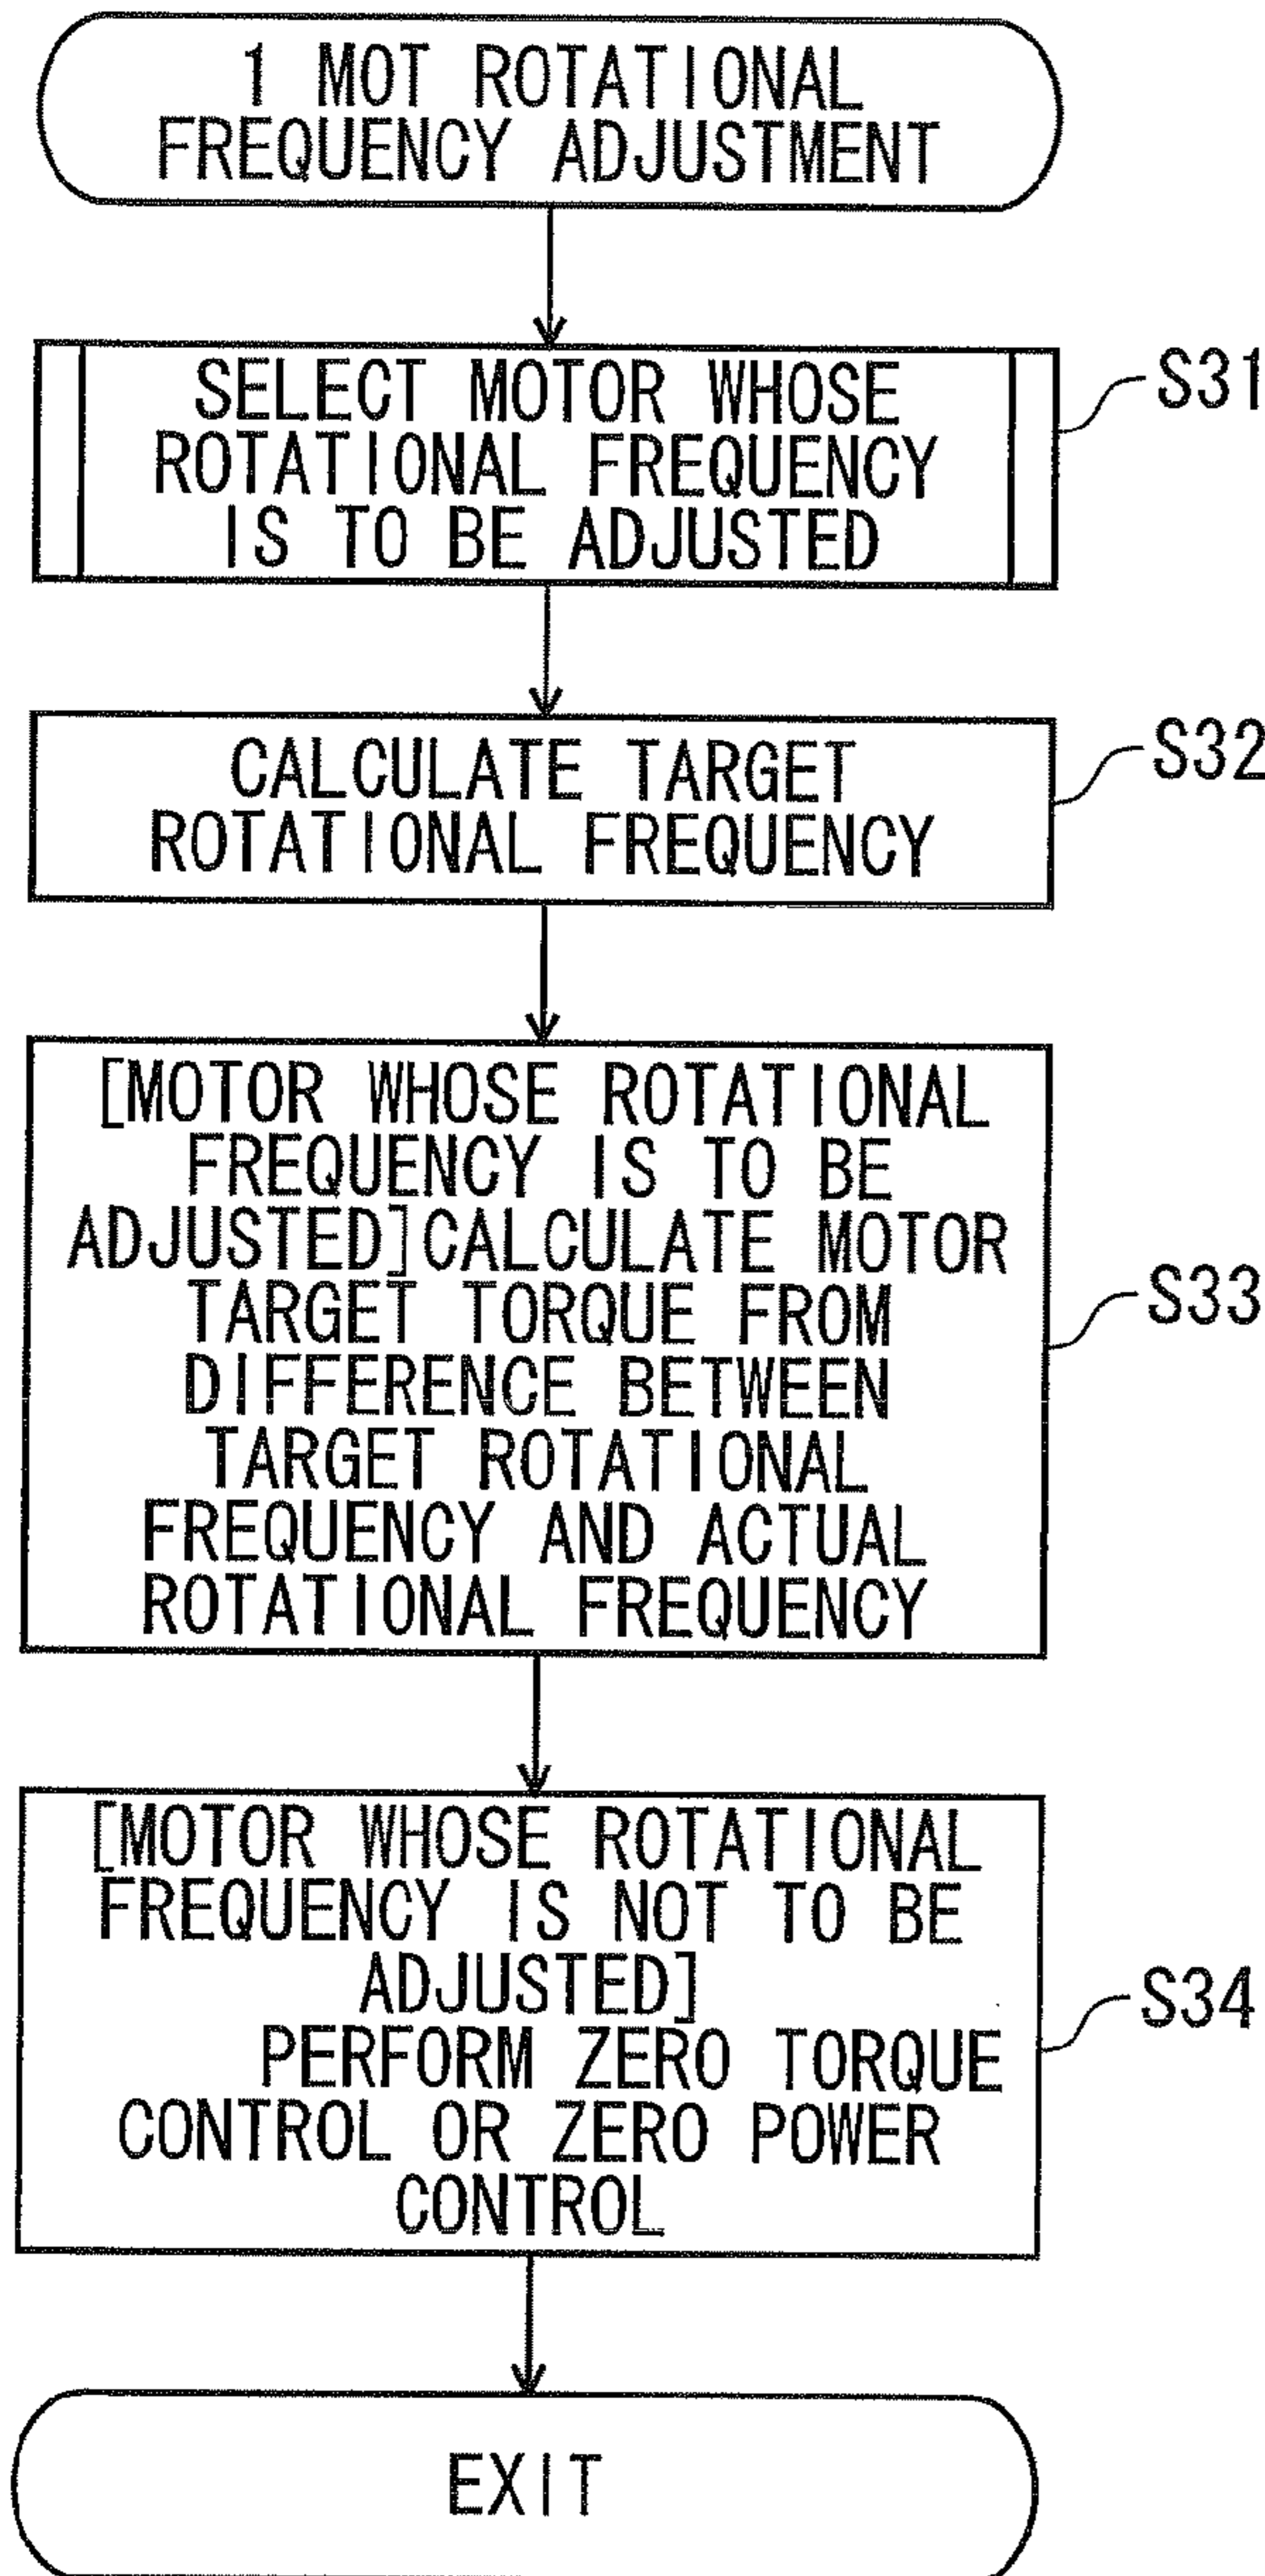 1 MOT ROTATIONAL
FREQUENCY ADJUSTMENT
SELECT MOTOR WHOSE
ROTATIONAL FREQUENCY
IS TO BE ADJUSTED
S31
CALCULATE TARGET
ROTATIONAL FREQUENCY
S32
[MOTOR WHOSE ROTATIONAL
FREQUENCY IS TO BE
ADJUSTED]CALCULATE MOTOR
TARGET TORQUE FROM
DIFFERENCE BETWEEN
TARGET ROTATIONAL
FREQUENCY AND ACTUAL
ROTATIONAL FREQUENCY
S33
[MOTOR WHOSE ROTATIONAL
FREQUENCY IS NOT TO BE
ADJUSTED]
PERFORM ZERO TORQUE
CONTROL OR ZERO POWER
CONTROL
S34
EXIT